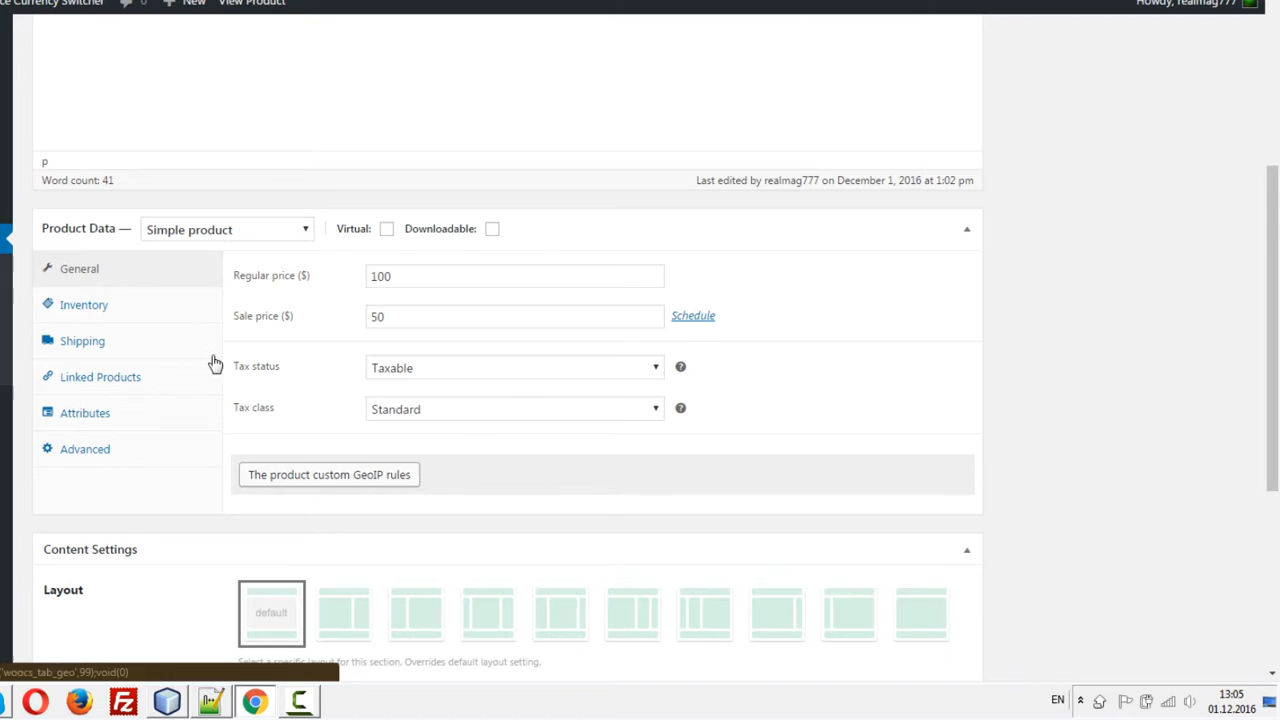 ce Currency Switcher 0 New View Product Howdy, realmag777
p
Word count: 41 Last edited by realmag777 on December 1, 2016 at 1:02 pm
Product Data — Simple product Virtual: Downloadable:
General
Regular price ($) 100
Inventory
Sale price ($) 50 Schedule
Shipping
Tax status Taxable
Linked Products
Tax class Standard
Attributes
Advanced
The product custom GeoIP rules
Content Settings
Layout
default
Select a specific layout for this section. Overrides default layout setting.
('woocs_tab_geo',99);void(0)
EN 13:05
01.12.2016